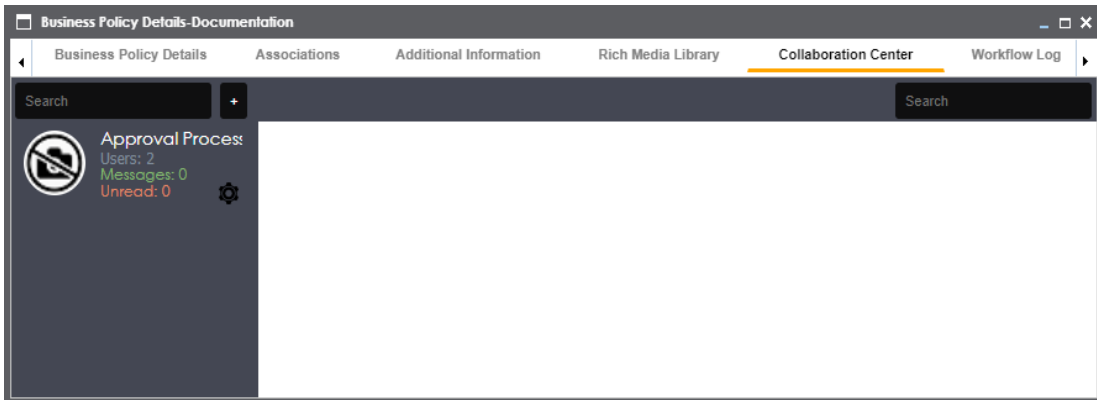 Business Policy Details-Documentation
Business Policy Details Associations Additional Information Rich Media Library Collaboration Center Workflow Log
Search + Search
Approval Process
Users: 2
Messages: 0
Unread: 0